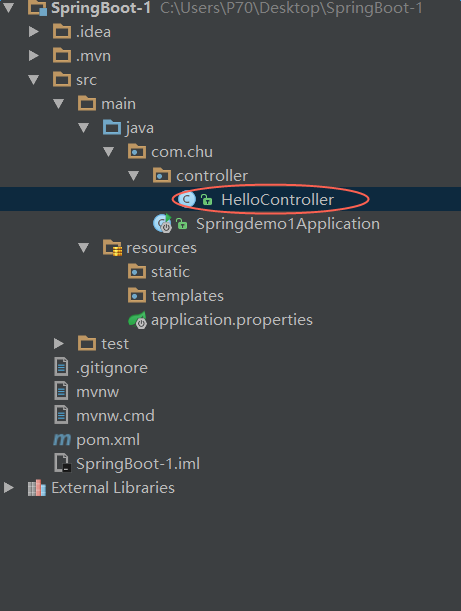 SpringBoot-1 C:\Users\P70\Desktop\SpringBoot-1
.idea
.mvn
src
main
java
com.chu
controller
HelloController
Springdemo1Application
resources
static
templates
application.properties
test
.gitignore
mvnw
mvnw.cmd
pom.xml
SpringBoot-1.iml
External Libraries